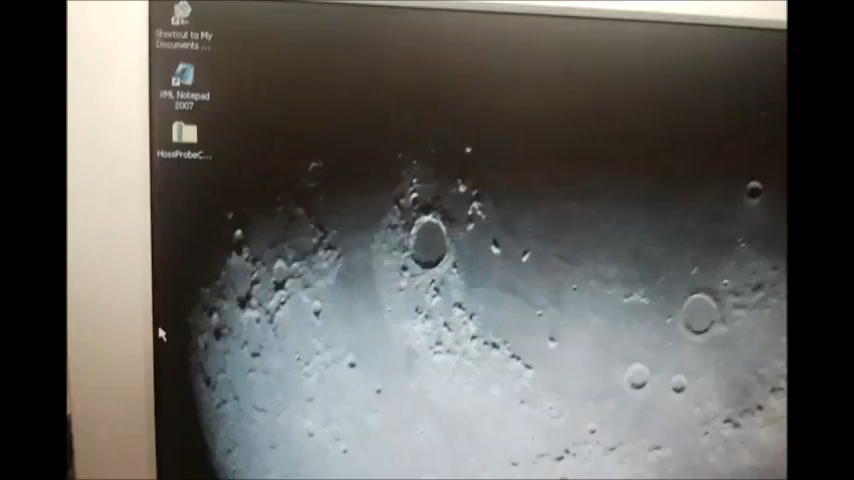 Shortcut to My
Documents ...
XML Notepad
2007
HossProbeC...